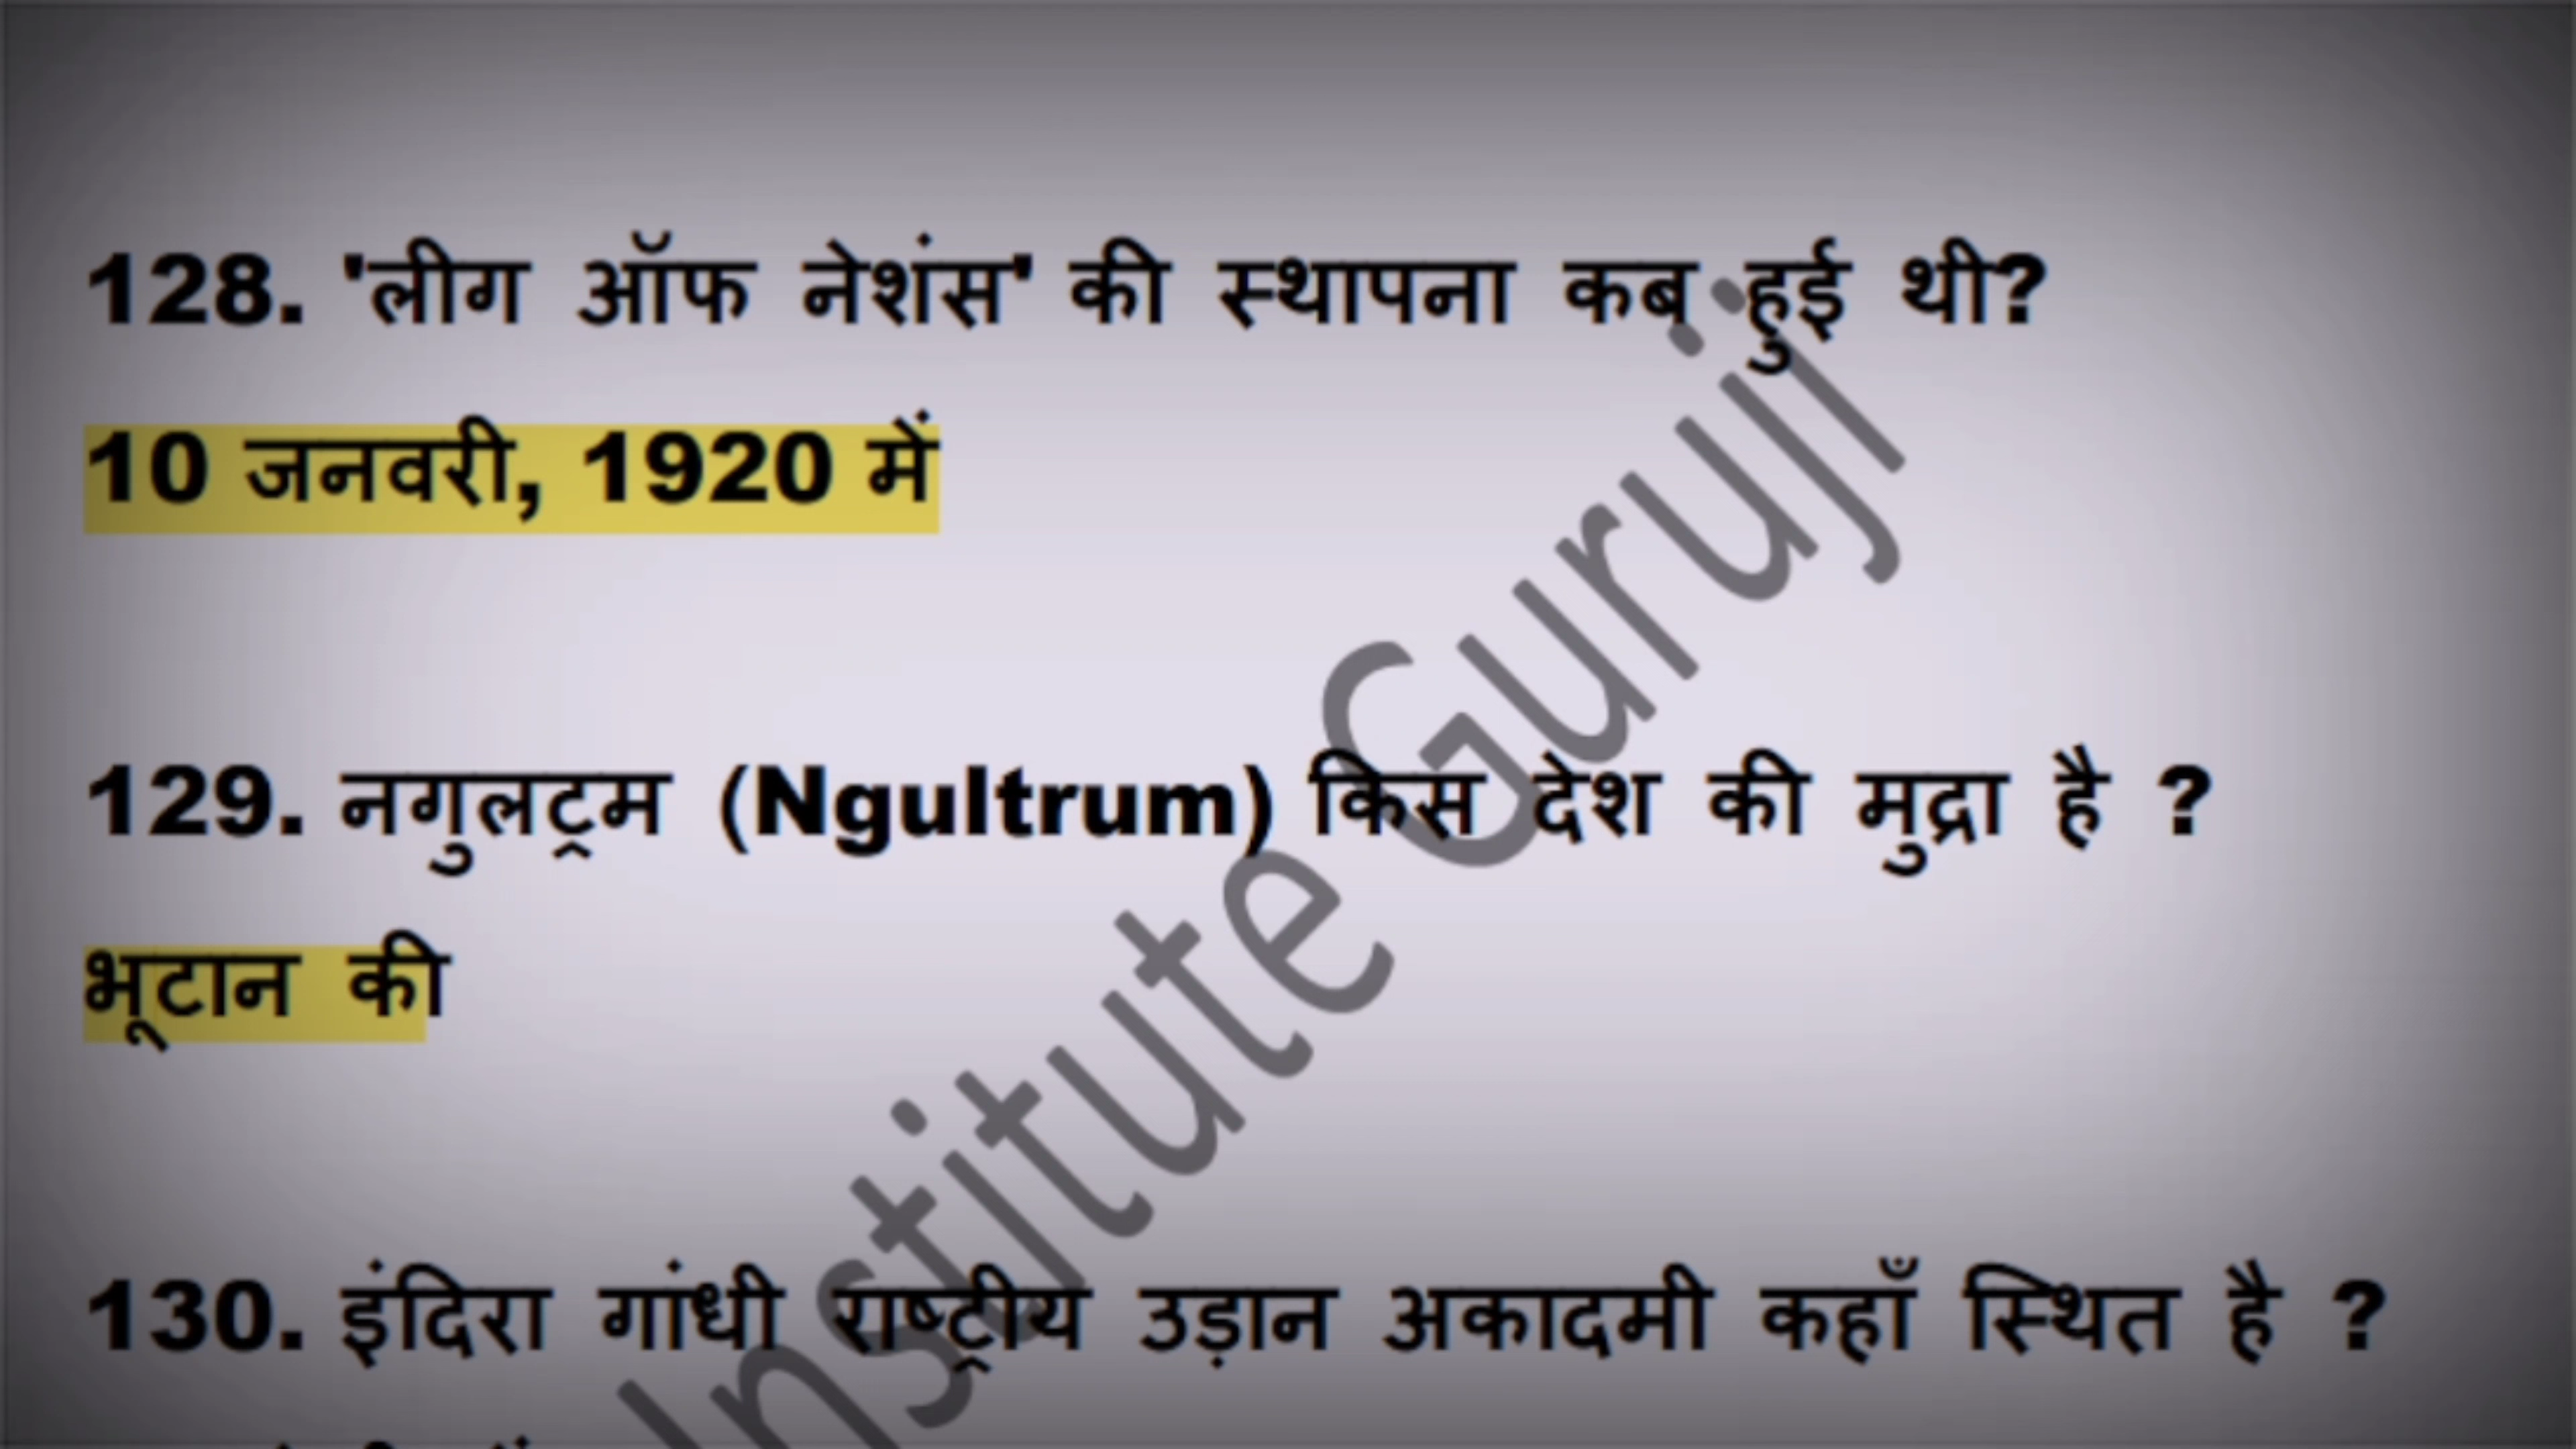 128. 'लीग ऑफ नेशंस' की स्थापना कब हुई थी?
10 जनवरी, 1920 में
129. नगुलट्रम (Ngultrum) किस देश की मुद्रा है ?
भूटान की
130. इंदिरा गांधी राष्ट्रीय उड़ान अकादमी कहाँ स्थित है ?
Institute Guruji